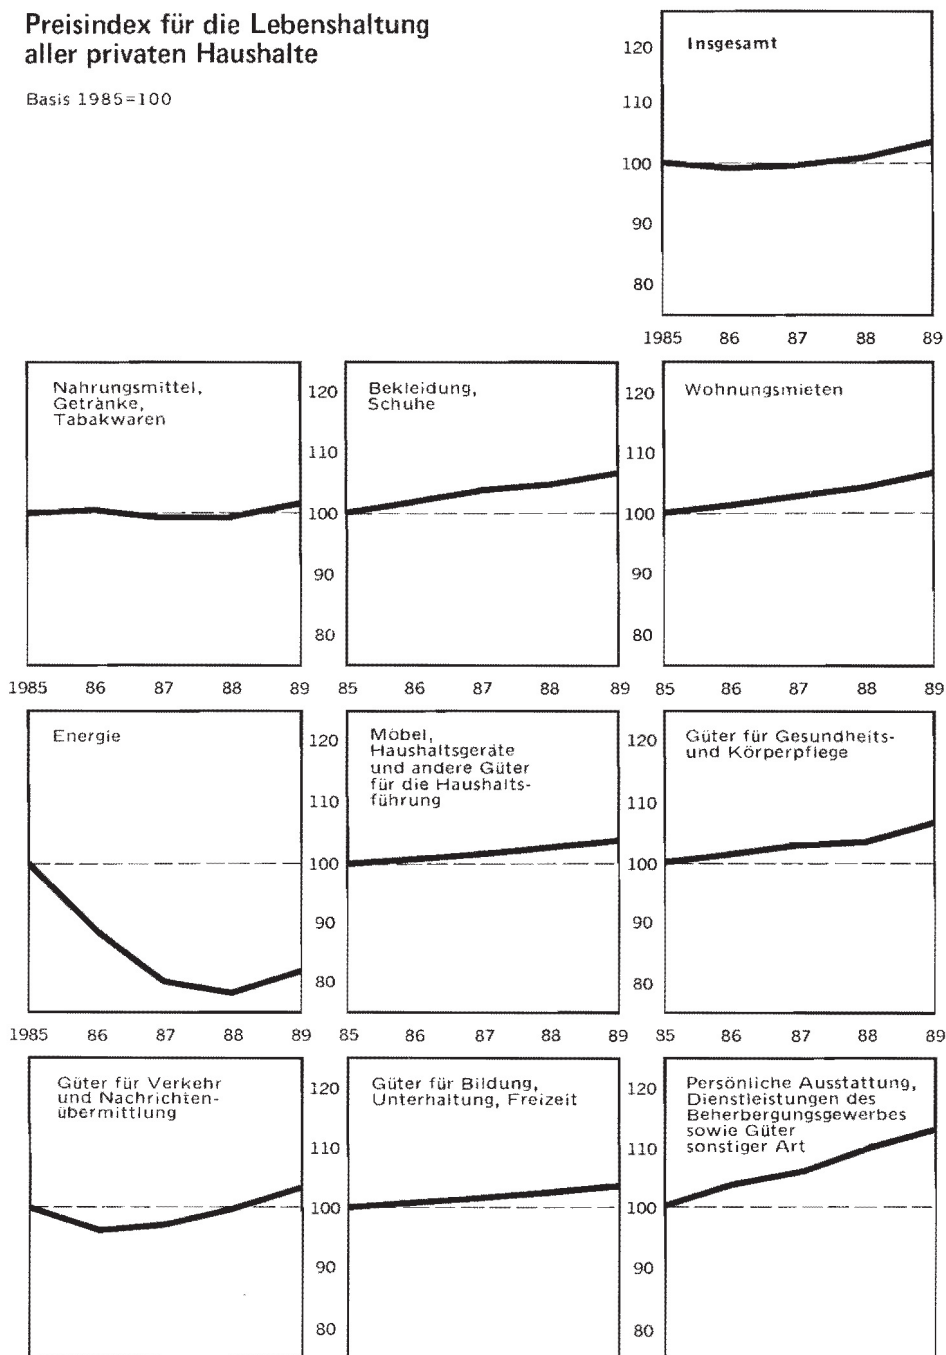 Preisindex für die Lebenshaltung
aller privaten Haushalte
Basis 1985=100
Insgesamt
120
110
100
90
80
1985 86 87 88 89
Nahrungsmittel,
Getränke,
Tabakwaren
120
110
100
90
80
Bekleidung,
Schuhe
120
110
100
90
80
Wohnungsmieten
1985 86 87 88 89
85 86 87 88 89
85 86 87 88 89
Energie
120
110
100
90
80
Möbel,
Haushaltsgeräte
und andere Güter
für die Haushalts-
führung
120
110
100
90
80
Güter für Gesundheits-
und Körperpflege
1985 86 87 88 89
85 86 87 88 89
85 86 87 88 89
Güter für Verkehr
und Nachrichten-
übermittlung
120
110
100
90
80
Güter für Bildung,
Unterhaltung, Freizeit
120
110
100
90
80
Persönliche Ausstattung,
Dienstleistungen des
Beherbergungsgewerbes
sowie Güter
sonstiger Art